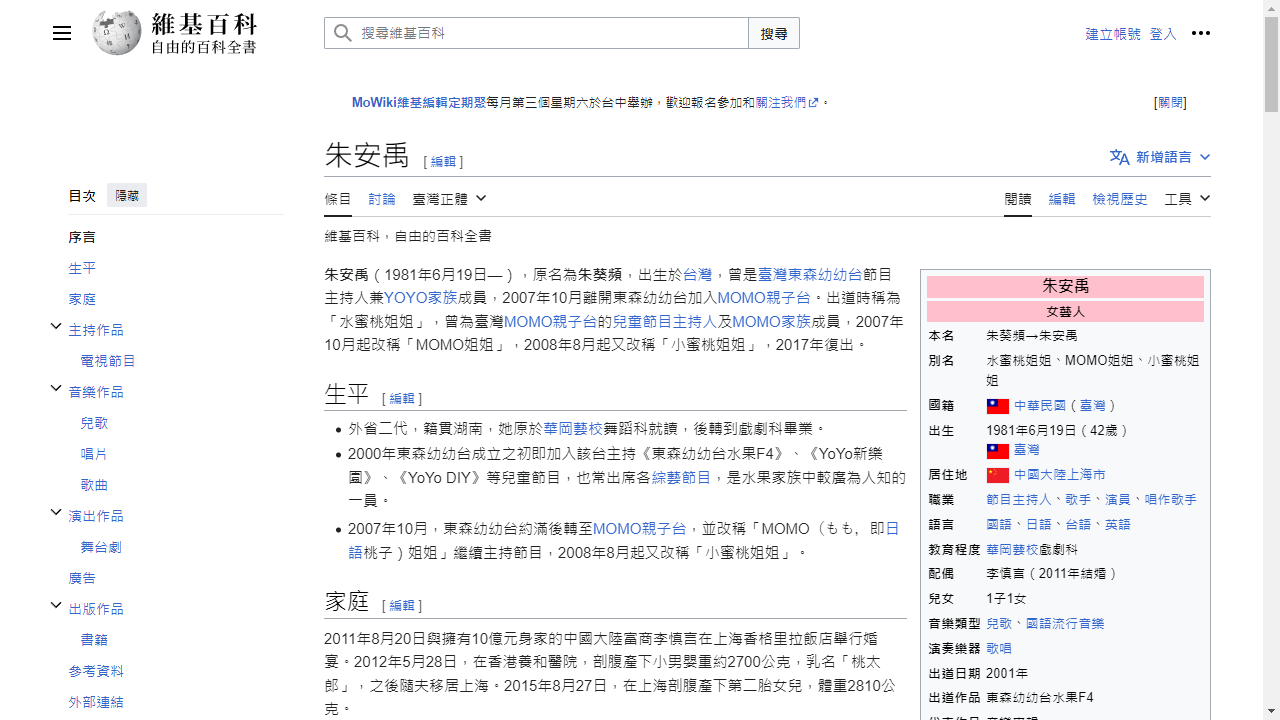 維基百科
自由的百科全書
搜尋維基百科
搜尋
建立帳號 登入
MoWiki維基編輯定期聚每月第三個星期六於台中舉辦，歡迎報名參加和關注我們。
[關閉]
朱安禹 [編輯]
新增語言
目次 隱藏
條目 討論 臺灣正體
閱讀 編輯 檢視歷史 工具
維基百科，自由的百科全書
序言
生平
家庭
主持作品
電視節目
音樂作品
兒歌
唱片
歌曲
演出作品
舞台劇
廣告
出版作品
書籍
參考資料
外部連結
朱安禹（1981年6月19日—），原名為朱葵頻，出生於台灣，曾是臺灣東森幼幼台節目
主持人兼YOYO家族成員，2007年10月離開東森幼幼台加入MOMO親子台。出道時稱為
「水蜜桃姐姐」，曾為臺灣MOMO親子台的兒童節目主持人及MOMO家族成員，2007年
10月起改稱「MOMO姐姐」，2008年8月起又改稱「小蜜桃姐姐」，2017年復出。
生平 [編輯]
外省二代，籍貫湖南，她原於華岡藝校舞蹈科就讀，後轉到戲劇科畢業。
2000年東森幼幼台成立之初即加入該台主持《東森幼幼台水果F4》、《YoYo新樂
園》、《YoYo DIY》等兒童節目，也常出席各綜藝節目，是水果家族中較廣為人知的
一員。
2007年10月，東森幼幼台約滿後轉至MOMO親子台，並改稱「MOMO（もも，即日
語桃子）姐姐」繼續主持節目，2008年8月起又改稱「小蜜桃姐姐」。
家庭 [編輯]
2011年8月20日與擁有10億元身家的中國大陸富商李慎言在上海香格里拉飯店舉行婚
宴。2012年5月28日，在香港養和醫院，剖腹產下小男嬰重約2700公克，乳名「桃太
郎」，之後隨夫移居上海。2015年8月27日，在上海剖腹產下第二胎女兒，體重2810公
克。
朱安禹
女藝人
本名 朱葵頻→朱安禹
別名 水蜜桃姐姐、MOMO姐姐、小蜜桃姐
姐
國籍 中華民國（臺灣）
出生 1981年6月19日（42歲）
臺灣
居住地 中國大陸上海市
職業 節目主持人、歌手、演員、唱作歌手
語言 國語、日語、台語、英語
教育程度 華岡藝校戲劇科
配偶 李慎言（2011年結婚）
兒女 1子1女
音樂類型 兒歌、國語流行音樂
演奏樂器 歌唱
出道日期 2001年
出道作品 東森幼幼台水果F4